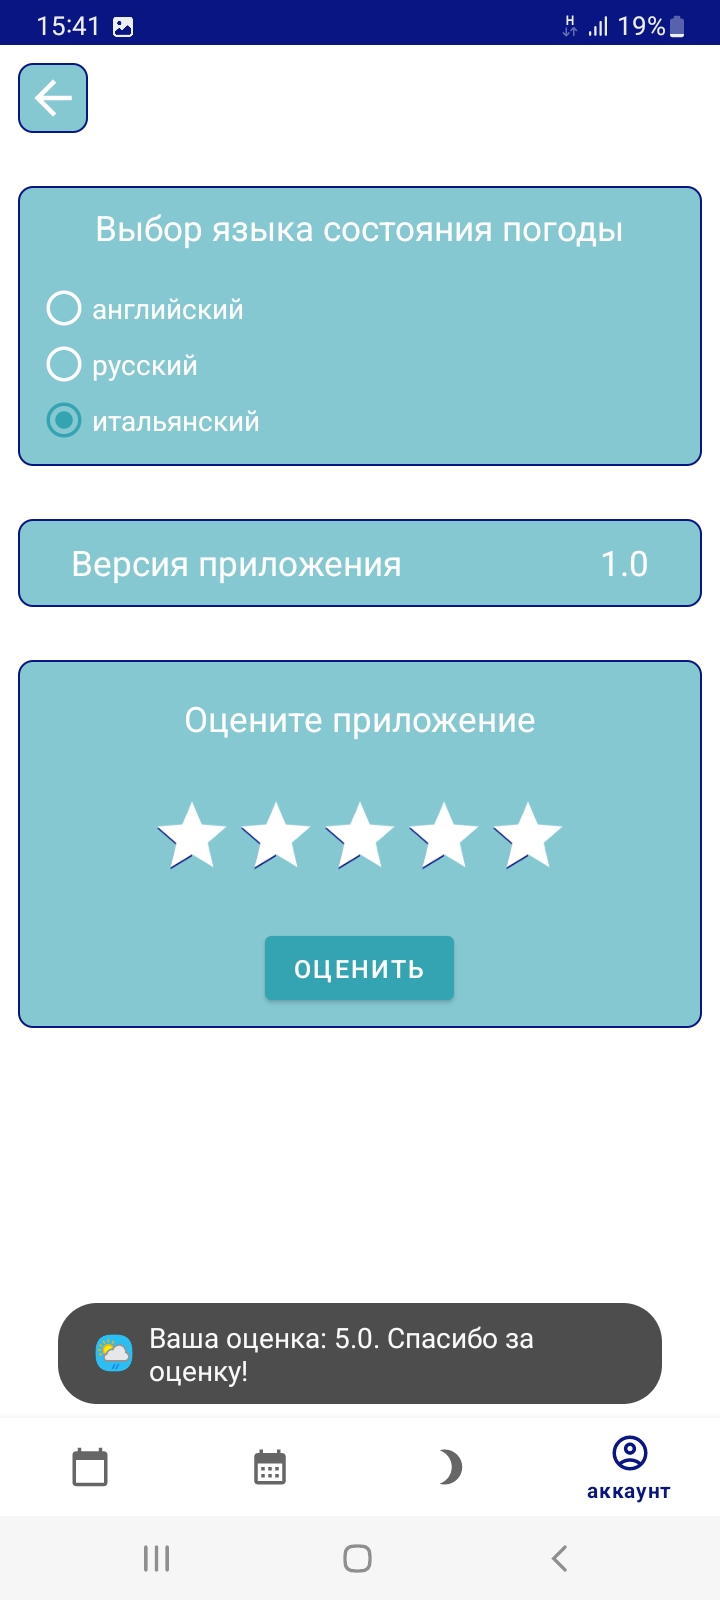 15:41
H
19%
Выбор языка состояния погоды
английский
русский
итальянский
Версия приложения 1.0
Оцените приложение
ОЦЕНИТЬ
Ваша оценка: 5.0. Спасибо за
оценку!
аккаунт